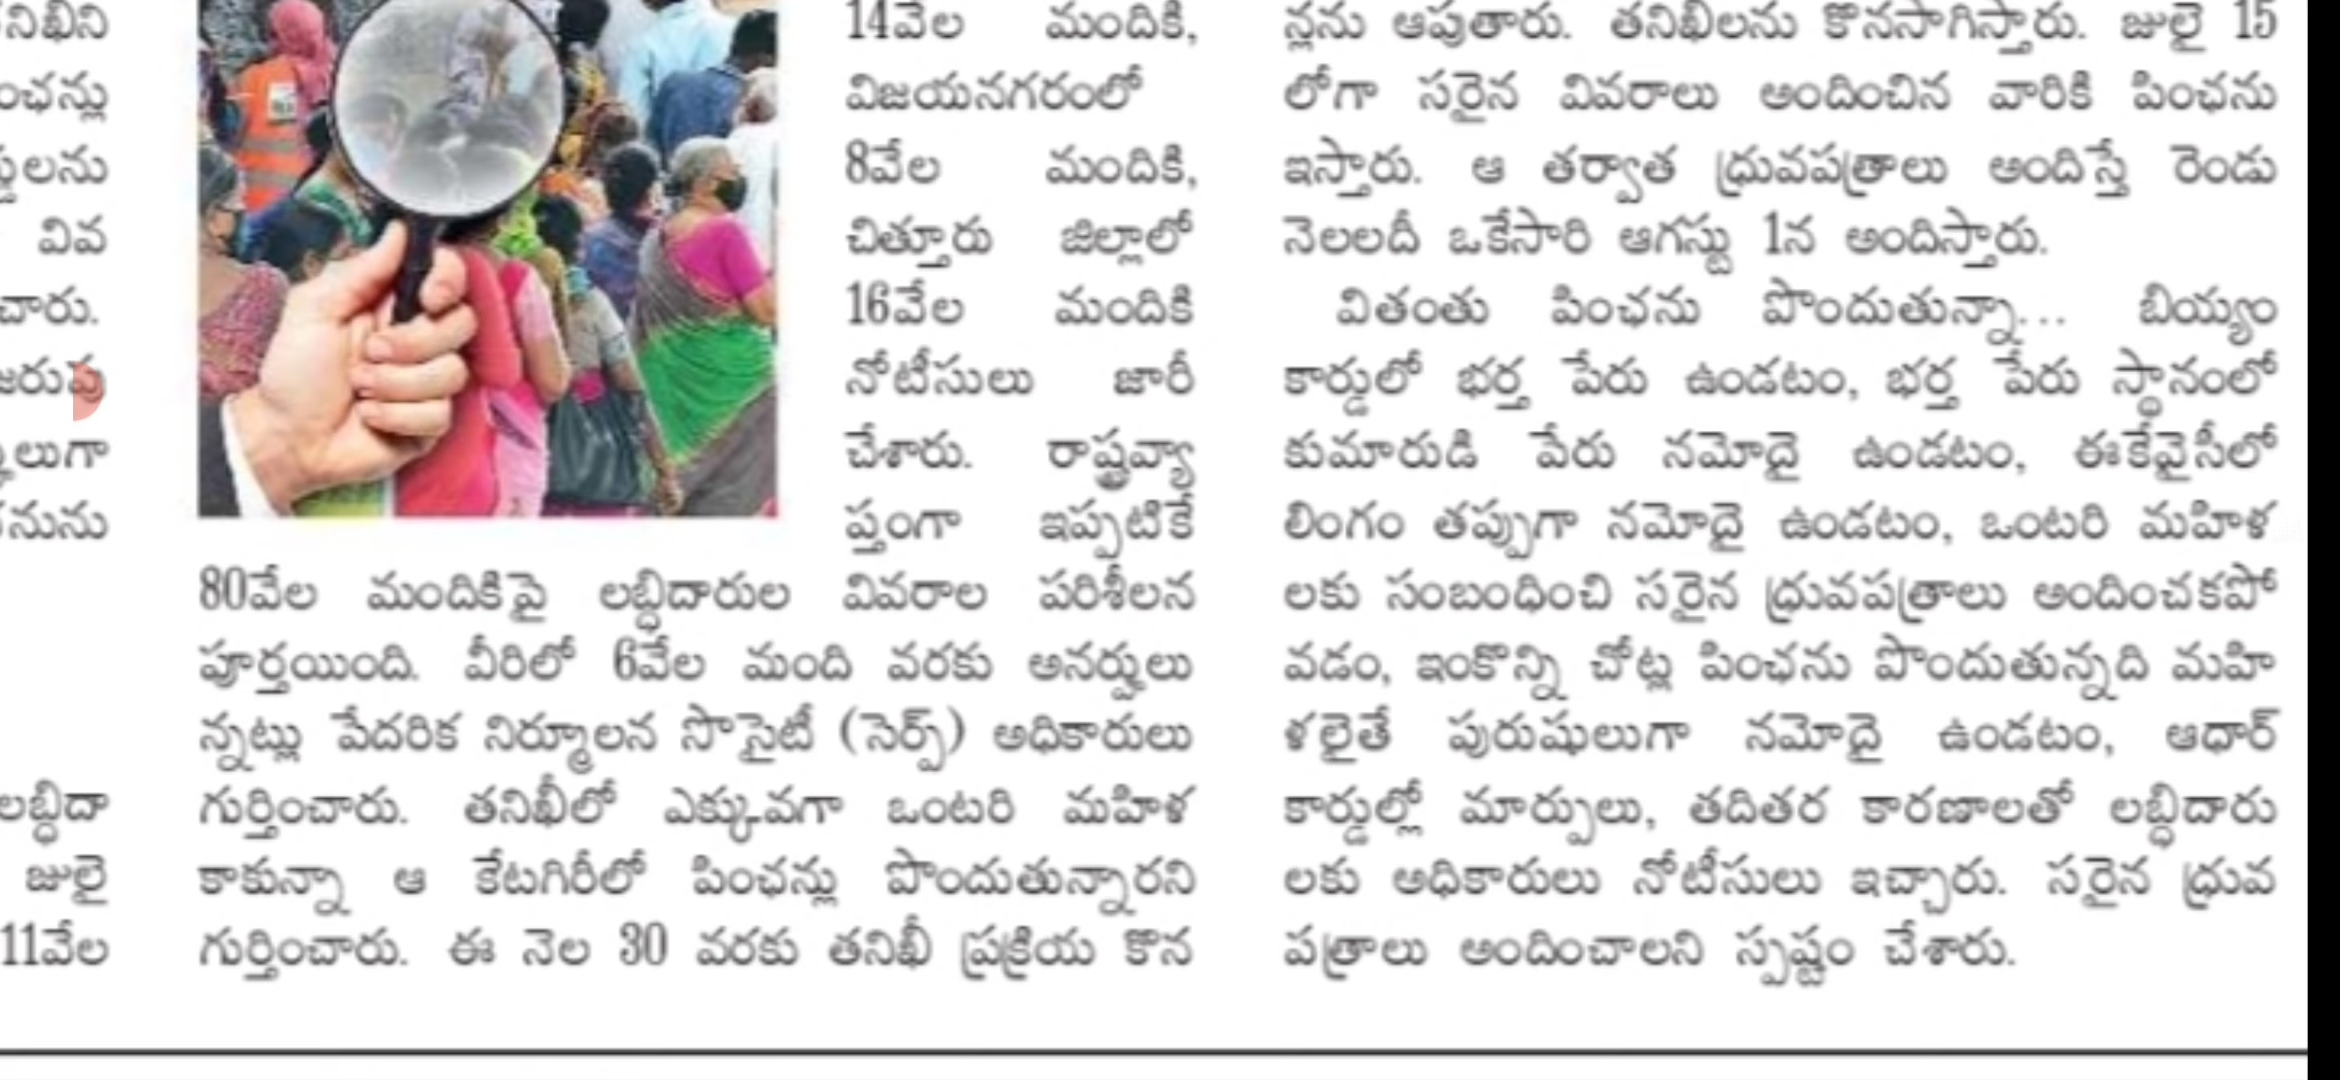 వివ
చారు.
లబ్ధిదా
జులై
11వేల
14వేల మందికి,
విజయనగరంలో
8వేల మందికి,
చిత్తూరు జిల్లాలో
16వేల మందికి
నోటీసులు జారీ
చేశారు. రాష్ట్రవ్యా
ప్తంగా ఇప్పటికే
80వేల మందికిపై లబ్ధిదారుల వివరాల పరిశీలన
పూర్తయింది. వీరిలో 6వేల మంది వరకు అనర్హులు
న్నట్లు పేదరిక నిర్మూలన సొసైటీ (సెర్ప్) అధికారులు
గుర్తించారు. తనిఖీలో ఎక్కువగా ఒంటరి మహిళ
కాకున్నా ఆ కేటగిరీలో పింఛన్లు పొందుతున్నారని
గుర్తించారు. ఈ నెల 30 వరకు తనిఖీ ప్రక్రియ కొన
న్లను ఆపుతారు. తనిఖీలను కొనసాగిస్తారు. జులై 15
లోగా సరైన వివరాలు అందించిన వారికి పింఛను
ఇస్తారు. ఆ తర్వాత ధ్రువపత్రాలు అందిస్తే రెండు
నెలలదీ ఒకేసారి ఆగస్టు 1న అందిస్తారు.
వితంతు పింఛను పొందుతున్నా... బియ్యం
కార్డులో భర్త పేరు ఉండటం, భర్త పేరు స్థానంలో
కుమారుడి పేరు నమోదై ఉండటం, ఈకేవైసీలో
లింగం తప్పుగా నమోదై ఉండటం, ఒంటరి మహిళ
లకు సంబంధించి సరైన ధ్రువపత్రాలు అందించకపో
వడం, ఇంకొన్ని చోట్ల పింఛను పొందుతున్నది మహి
ళలైతే పురుషులుగా నమోదై ఉండటం, ఆధార్
కార్డుల్లో మార్పులు, తదితర కారణాలతో లబ్ధిదారు
లకు అధికారులు నోటీసులు ఇచ్చారు. సరైన ధ్రువ
పత్రాలు అందించాలని స్పష్టం చేశారు.